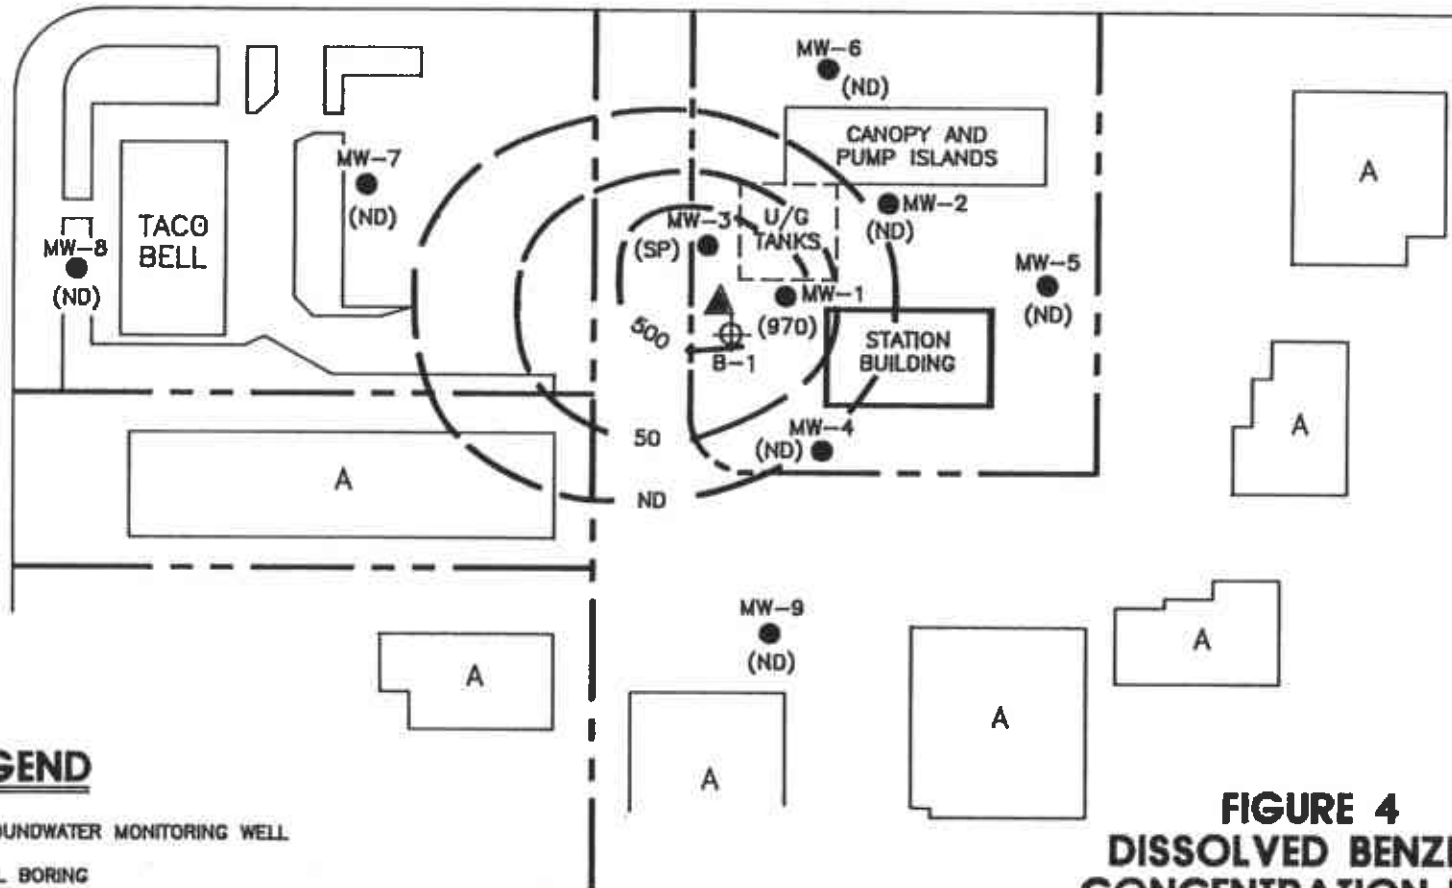 MW-6
(ND)
CANOPY AND
PUMP ISLANDS
A
MW-7
(ND)
MW-2
(ND)
TACO
BELL
MW-8
(ND)
MW-3
(SP)
U/G
TANKS
MW-5
(ND)
MW-1
(970)
500
B-1
STATION
BUILDING
A
MW-4
(ND)
50
ND
A
MW-9
(ND)
A
A
A
A
GEND
OUNDWATER MONITORING WELL
L BORING
FIGURE 4
DISSOLVED BENZE